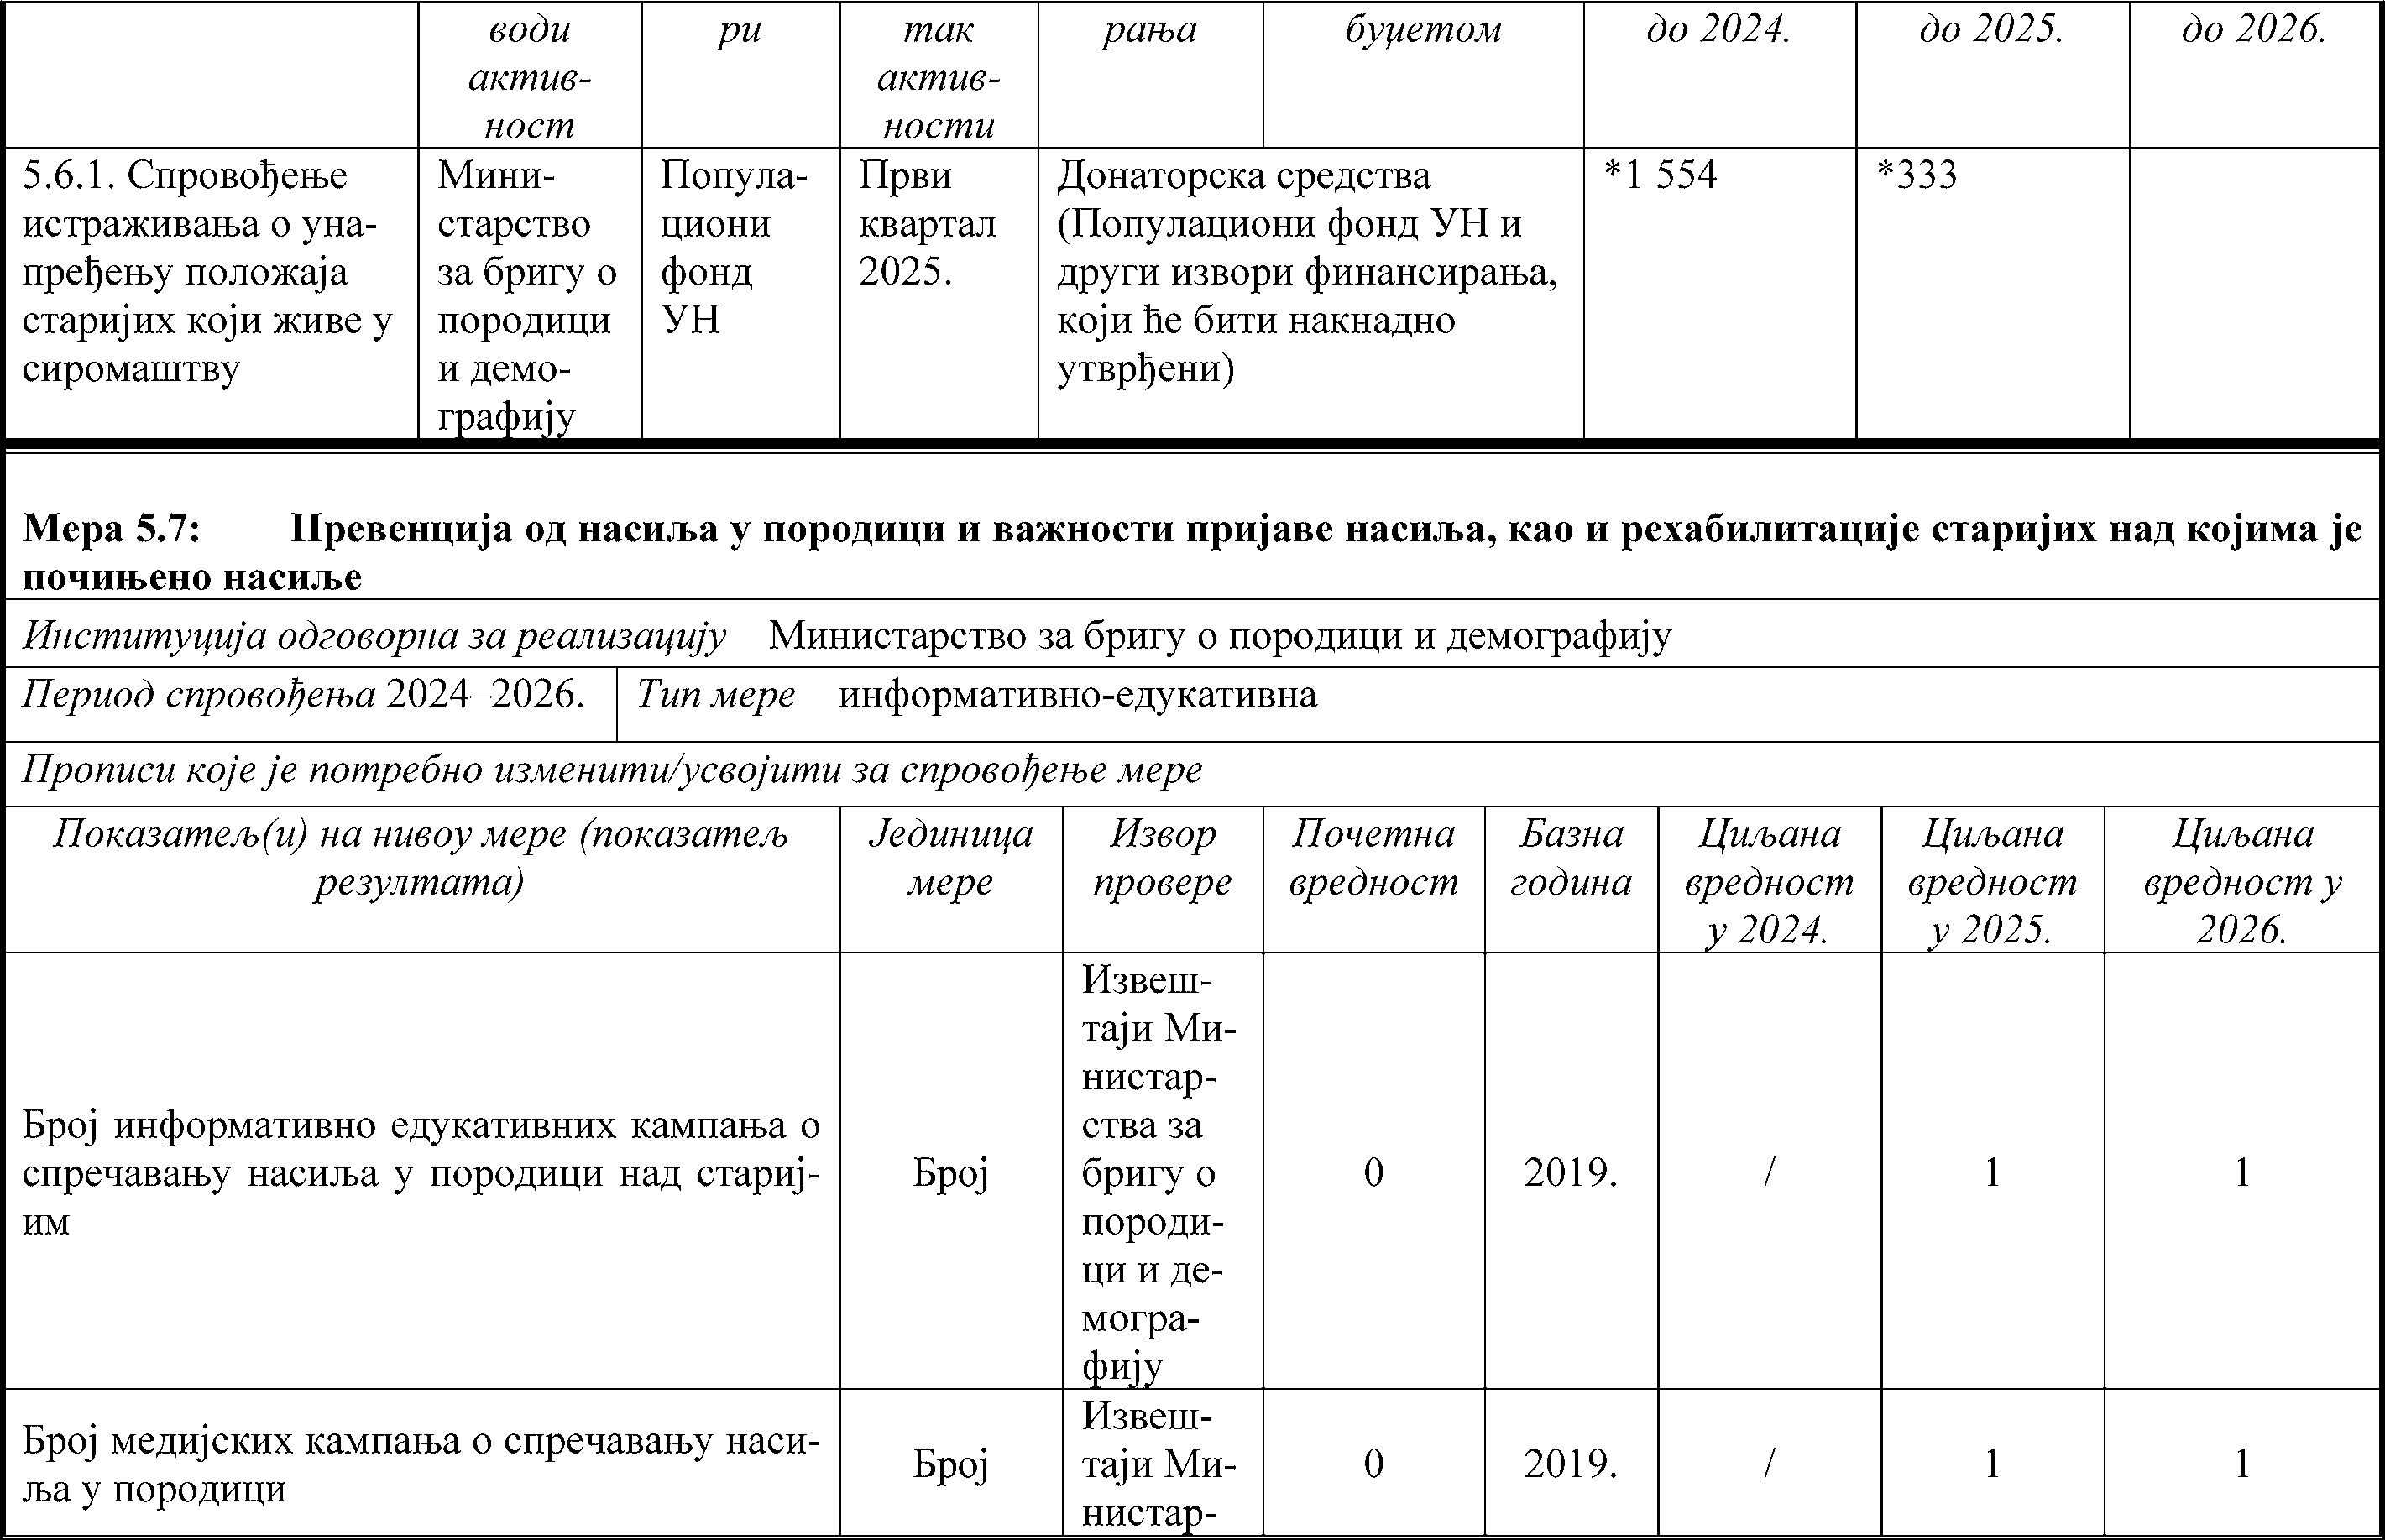 води актив-ност ри так актив-ности рања буџетом до 2024. до 2025. до 2026.
5.6.1. Спровођење
истраживања о уна-
пређењу положаја
старијих који живе у
сиромаштву
Мини-
старство
за бригу о
породици
и демо-
графију
Попула-
циони
фонд
УН
Први
квартал
2025.
Донаторска средства
(Популациони фонд УН и
други извори финансирања,
који ће бити накнадно
утврђени)
*1 554
*333
Мера 5.7: Превенција од насиља у породици и важности пријаве насиља, као и рехабилитације старијих над којима је
почињено насиље
Институција одговорна за реализацију Министарство за бригу о породици и демографију
Период спровођења 2024–2026. Тип мере информативно-едукативна
Прописи које је потребно изменити/усвојити за спровођење мере
Показатељ(и) на нивоу мере (показатељ
резултата)
Јединица
мере
Извор
провере
Почетна
вредност
Базна
година
Циљана
вредност
у 2024.
Циљана
вредност
у 2025.
Циљана
вредност у
2026.
Број информативно едукативних кампања о
спречавању насиља у породици над стариј-
им
Број
Извеш-
таји Ми-
нистар-
ства за
бригу о
породи-
ци и де-
могра-
фију
0
2019.
/
1
1
Број медијских кампања о спречавању наси-
ља у породици
Број
Извеш-
таји Ми-
нистар-
0
2019.
/
1
1